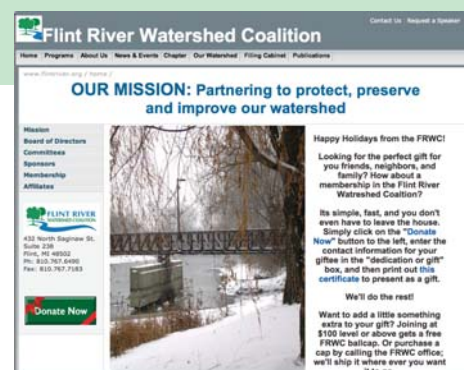 Contact Us Request a Speaker
Flint River Watershed Coalition
Home Programs About Us News & Events Chapter Our Watershed Filing Cabinet Publications
www.flintriver.org / home /
OUR MISSION: Partnering to protect, preserve
and improve our watershed
Mission
Board of Directors
Committees
Sponsors
Membership
Affiliates
FLINT RIVER
WATERSHED COALITION
432 North Saginaw St.
Suite 238
Flint, MI 48502
Ph: 810.767.6490
Fax: 810.767.7183
Donate Now
Happy Holidays from the FRWC!
Looking for the perfect gift for
you friends, neighbors, and
family? How about a
membership in the Flint River
Watreshed Coalition?
Its simple, fast, and you don't
even have to leave the house.
Simply click on the "Donate
Now" button to the left, enter the
contact information for your
giftee in the "dedication or gift"
box, and then print out this
certificate to present as a gift.
We'll do the rest!
Want to add a little something
extra to your gift? Joining at
$100 level or above gets a free
FRWC ballcap. Or purchase a
cap by calling the FRWC office;
we'll ship it where ever you want